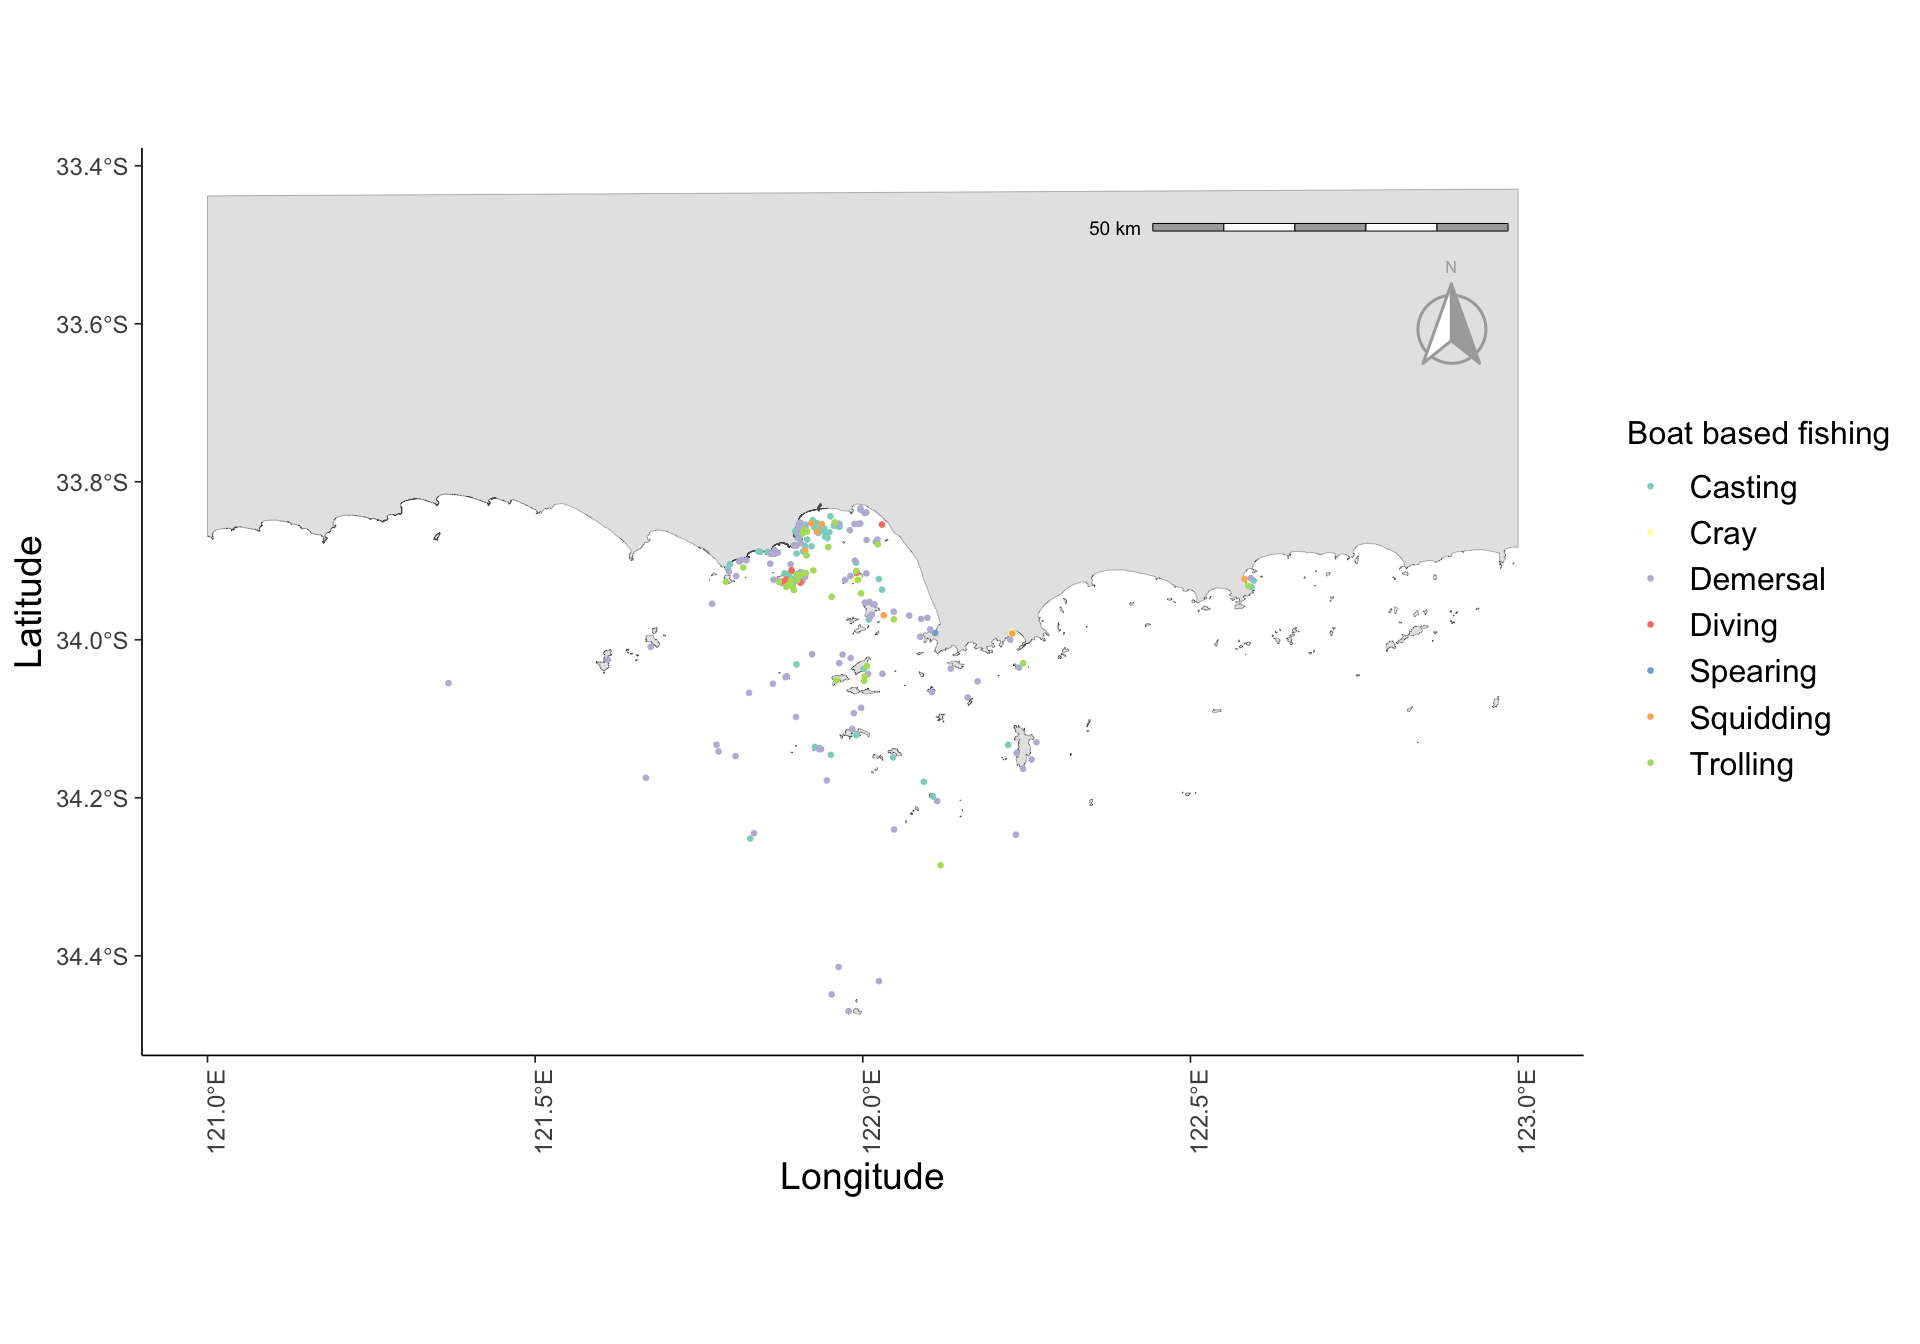 33.4°S
33.6°S
33.8°S
34.0°S
34.2°S
34.4°S
Latitude
50 km
N
Boat based fishing
Casting
Cray
Demersal
Diving
Spearing
Squidding
Trolling
121.0°E
121.5°E
122.0°E
122.5°E
123.0°E
Longitude